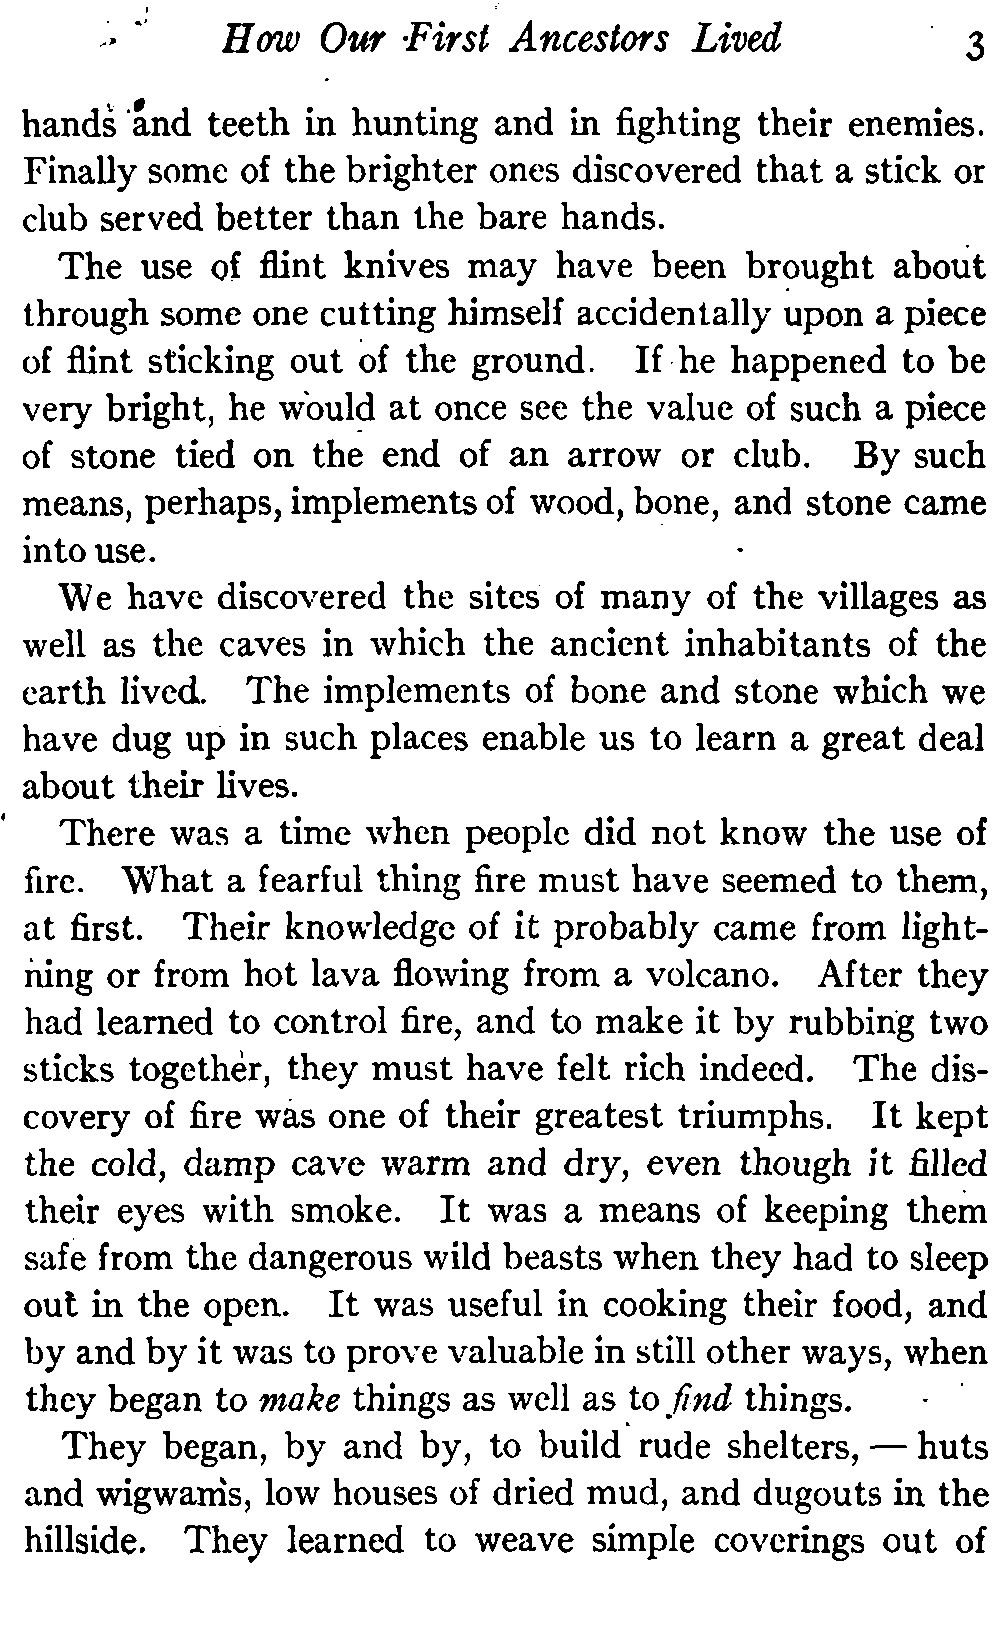 How Our First Ancestors Lived 3
hands and teeth in hunting and in fighting their enemies.
Finally some of the brighter ones discovered that a stick or
club served better than the bare hands.
The use of flint knives may have been brought about
through some one cutting himself accidentally upon a piece
of flint sticking out of the ground. If he happened to be
very bright, he would at once see the value of such a piece
of stone tied on the end of an arrow or club. By such
means, perhaps, implements of wood, bone, and stone came
into use.
We have discovered the sites of many of the villages as
well as the caves in which the ancient inhabitants of the
earth lived. The implements of bone and stone which we
have dug up in such places enable us to learn a great deal
about their lives.
There was a time when people did not know the use of
fire. What a fearful thing fire must have seemed to them,
at first. Their knowledge of it probably came from light-
ning or from hot lava flowing from a volcano. After they
had learned to control fire, and to make it by rubbing two
sticks together, they must have felt rich indeed. The dis-
covery of fire was one of their greatest triumphs. It kept
the cold, damp cave warm and dry, even though it filled
their eyes with smoke. It was a means of keeping them
safe from the dangerous wild beasts when they had to sleep
out in the open. It was useful in cooking their food, and
by and by it was to prove valuable in still other ways, when
they began to make things as well as to find things.
They began, by and by, to build rude shelters, — huts
and wigwams, low houses of dried mud, and dugouts in the
hillside. They learned to weave simple coverings out of